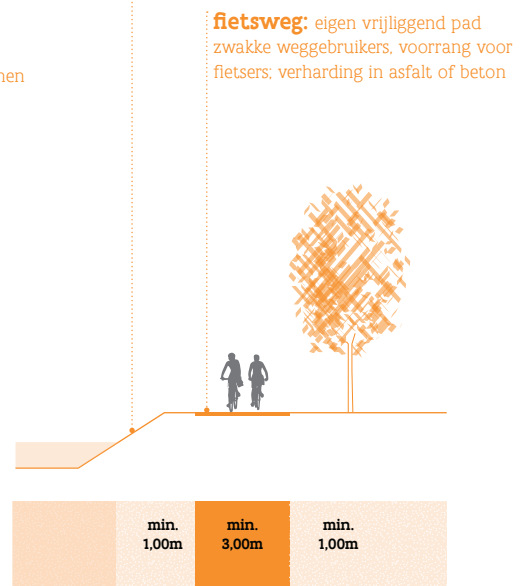 fietsweg: eigen vrijliggend pad
zwakke weggebruikers, voorrang voor
fietsers; verharding in asfalt of beton
nen
min.
1,00m
min.
3,00m
min.
1,00m